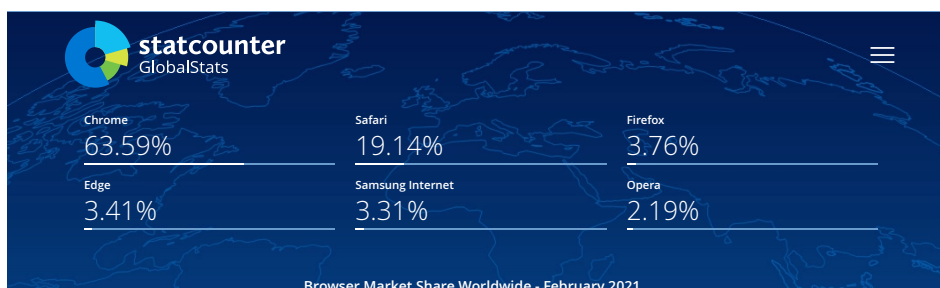 statcounter
GlobalStats
Chrome
63.59%
Safari
19.14%
Firefox
3.76%
Edge
3.41%
Samsung Internet
3.31%
Opera
2.19%
Browser Market Share Worldwide - February 2021